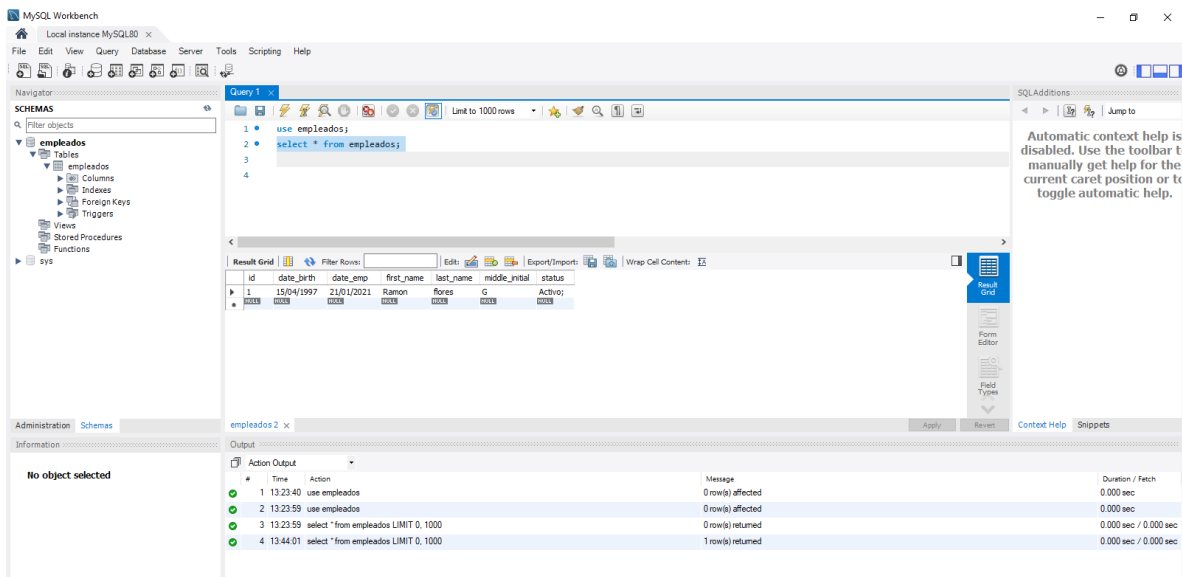 MySQL Workbench
Local instance MySQL80
File Edit View Query Database Server Tools Scripting Help
Navigator
SCHEMAS
Filter objects
empleados
Tables
empleados
Columns
Indexes
Foreign Keys
Triggers
Views
Stored Procedures
Functions
sys
Administration Schemas
Information
No object selected
Query 1
Limit to 1000 rows
1 use empleados;
2 select * from empleados;
3
4
Result Grid Filter Rows: Edit: Export/Import: Wrap Cell Content:
id date_birth date_emp first_name last_name middle_initial status
1 15/04/1997 21/01/2021 Ramon flores G Activo;
NULL NULL NULL NULL NULL NULL NULL
Result
Grid
Form
Editor
Field
Types
empleados 2
Apply Revert
SQLAdditions
Jump to
Automatic context help is
disabled. Use the toolbar t
manually get help for the
current caret position or to
toggle automatic help.
Context Help Snippets
Output
Action Output
# Time Action Message Duration / Fetch
1 13:23:40 use empleados 0 row(s) affected 0.000 sec
2 13:23:59 use empleados 0 row(s) affected 0.000 sec
3 13:23:59 select * from empleados LIMIT 0, 1000 0 row(s) returned 0.000 sec / 0.000 sec
4 13:44:01 select * from empleados LIMIT 0, 1000 1 row(s) returned 0.000 sec / 0.000 sec